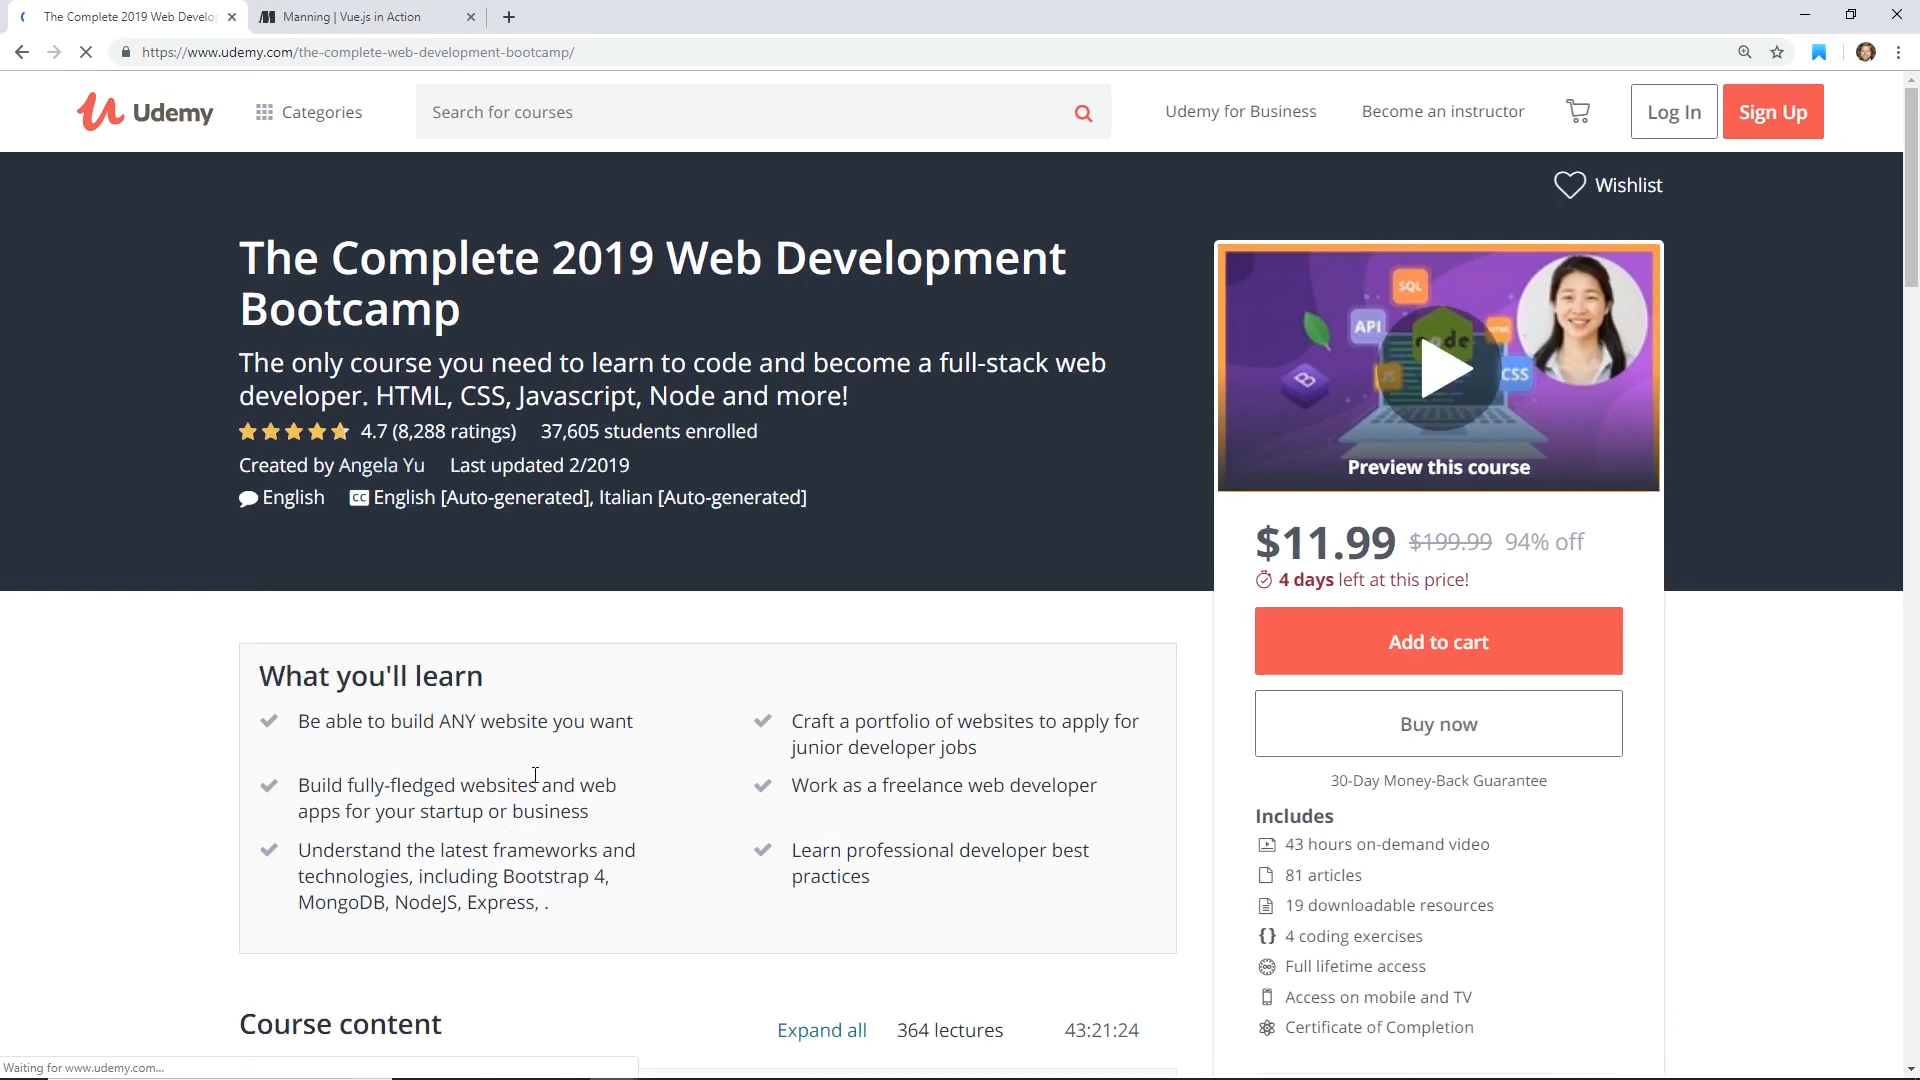 The Complete 2019 Web Develo
Manning | Vue.js in Action
https://www.udemy.com/the-complete-web-development-bootcamp/
Udemy
Categories
Search for courses
Udemy for Business
Become an instructor
Log In
Sign Up
Wishlist
The Complete 2019 Web Development
Bootcamp
The only course you need to learn to code and become a full-stack web
developer. HTML, CSS, Javascript, Node and more!
4.7 (8,288 ratings) 37,605 students enrolled
Created by Angela Yu Last updated 2/2019
English CC English [Auto-generated], Italian [Auto-generated]
SQL
API
node
HTML
JS
CSS
B
Preview this course
$11.99 $199.99 94% off
4 days left at this price!
Add to cart
Buy now
30-Day Money-Back Guarantee
Includes
43 hours on-demand video
81 articles
19 downloadable resources
{} 4 coding exercises
Full lifetime access
Access on mobile and TV
Certificate of Completion
What you'll learn
Be able to build ANY website you want
Craft a portfolio of websites to apply for
junior developer jobs
Build fully-fledged websites and web
apps for your startup or business
Work as a freelance web developer
Understand the latest frameworks and
technologies, including Bootstrap 4,
MongoDB, NodeJS, Express, .
Learn professional developer best
practices
Course content
Expand all 364 lectures 43:21:24
Waiting for www.udemy.com...